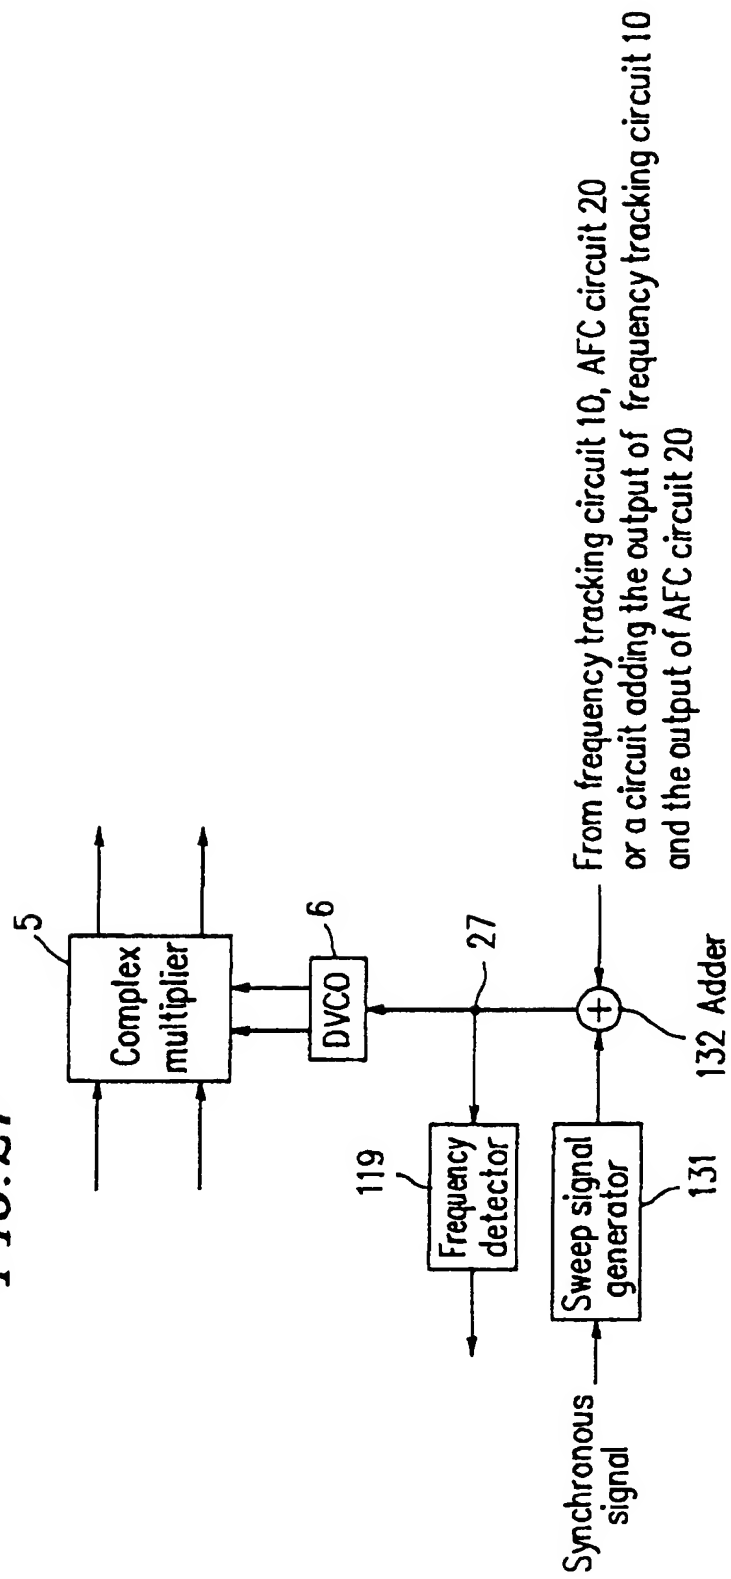 FIG. 27
5
Complex
multiplier
6
DVCO
27
119
Frequency
detector
Synchronous
signal
Sweep signal
generator
131
132 Adder
From frequency tracking circuit 10, AFC circuit 20
or a circuit adding the output of frequency tracking circuit 10
and the output of AFC circuit 20